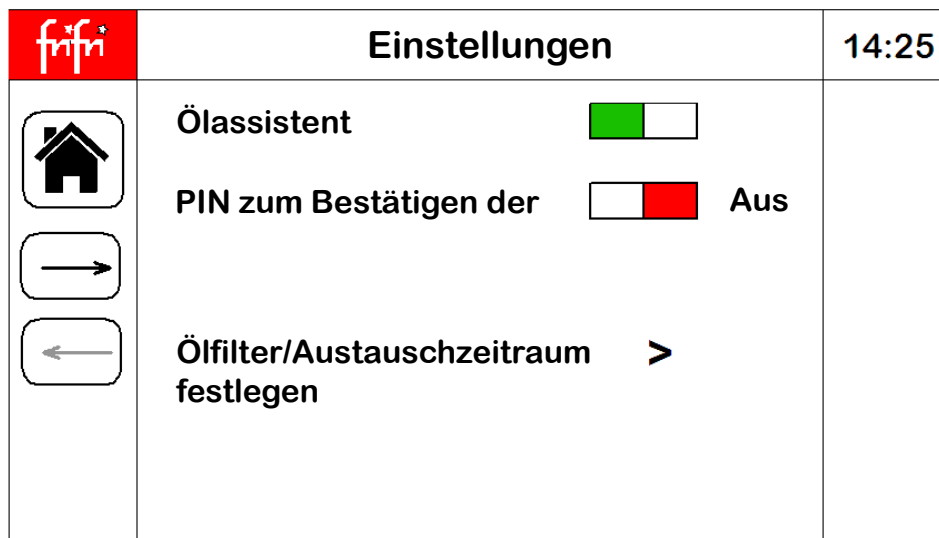 frifri
Einstellungen
14:25
Ölassistent
PIN zum Bestätigen der
Aus
Ölfilter/Austauschzeitraum >
festlegen